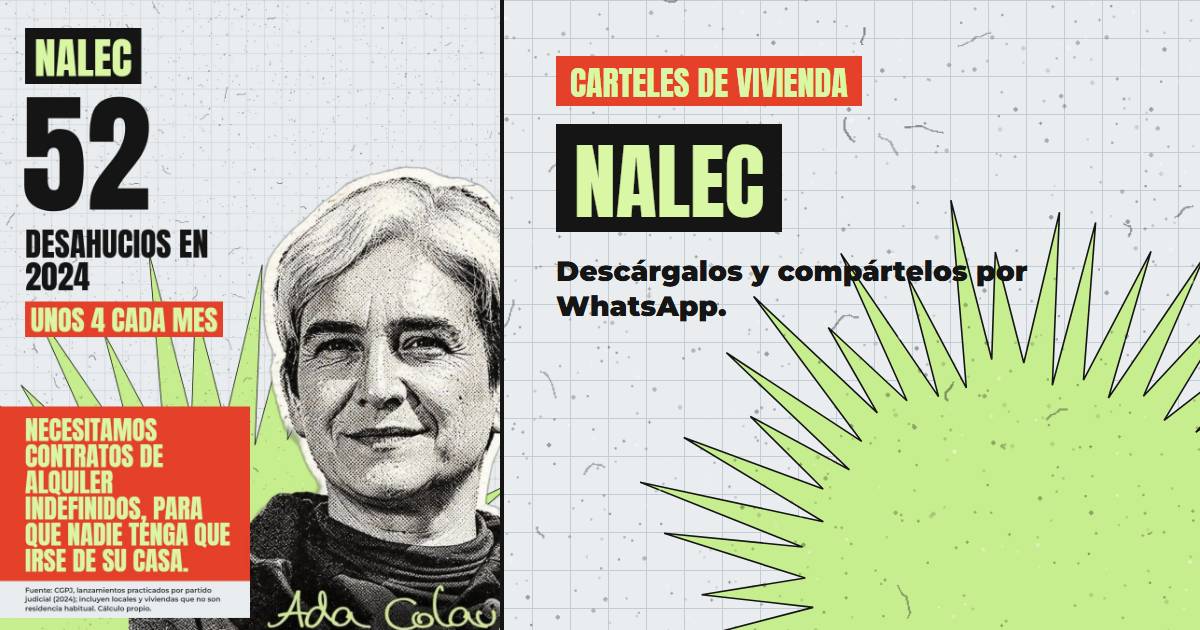 NALEC
52
DESAHUCIOS EN
2024
UNOS 4 CADA MES
NECESITAMOS
CONTRATOS DE
ALQUILER
INDEFINIDOS, PARA
QUE NADIE TENGA QUE
IRSE DE SU CASA.
Fuente: CGPJ, lanzamientos practicados por partido
judicial (2024); incluyen locales y viviendas que no son
residencia habitual. Cálculo propio.
Ada Colau
CARTELES DE VIVIENDA
NALEC
Descárgalos y compártelos por
WhatsApp.